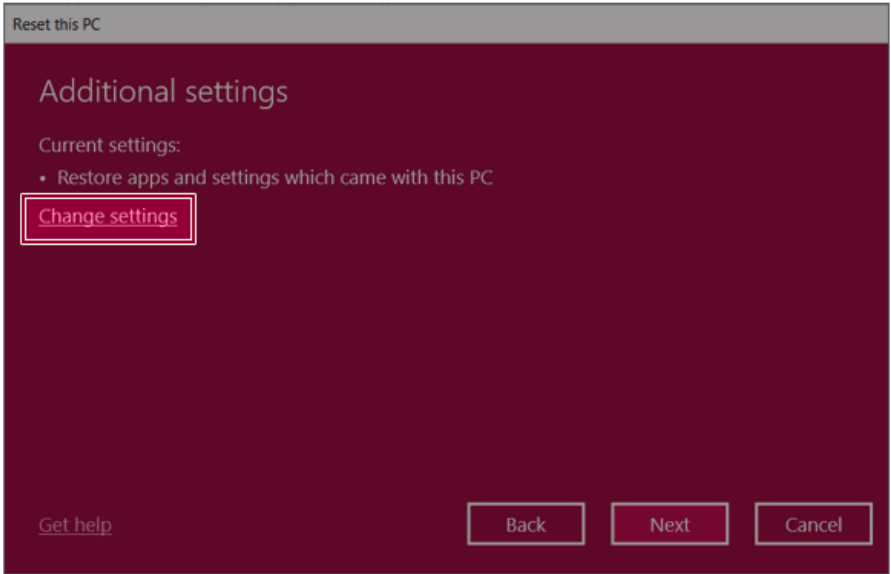 Reset this PC
Additional settings
Current settings:
• Restore apps and settings which came with this PC
Change settings
Get help
Back
Next
Cancel